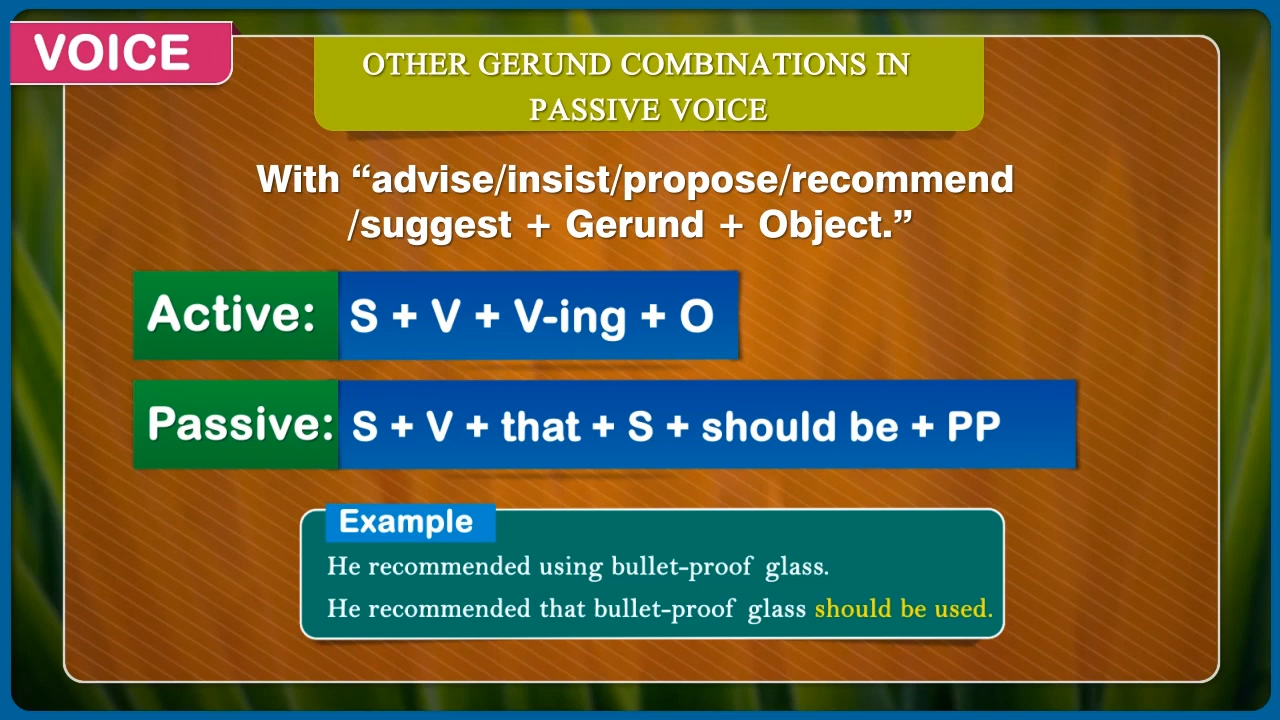 VOICE
OTHER GERUND COMBINATIONS IN
PASSIVE VOICE
With “advise/insist/propose/recommend
/suggest + Gerund + Object.”
Active: S + V + V-ing + O
Passive: S + V + that + S + should be + PP
Example
He recommended using bullet-proof glass.
He recommended that bullet-proof glass should be used.